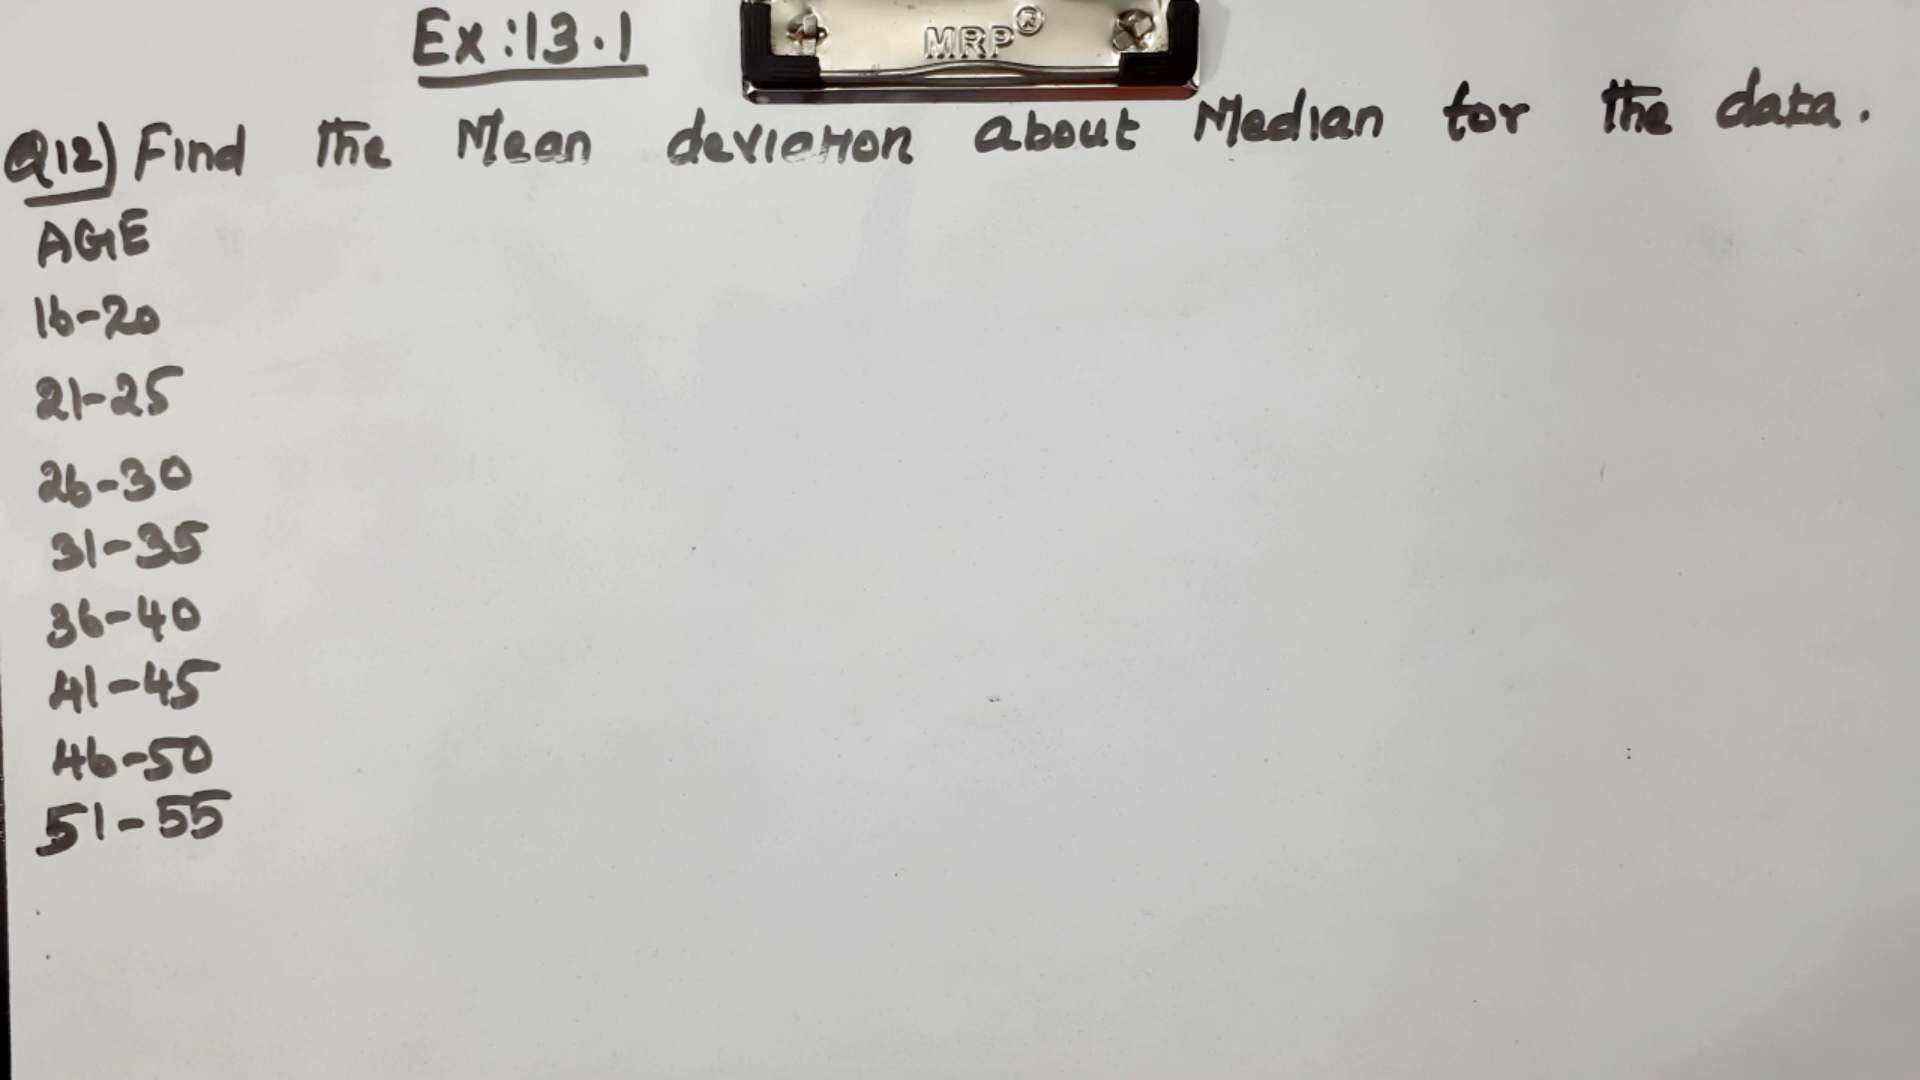 Ex:13.1
MRP®
Q12) Find the Mean deviation about Median for the data.
AGE
16-20
21-25
26-30
31-35
36-40
41-45
46-50
51-55